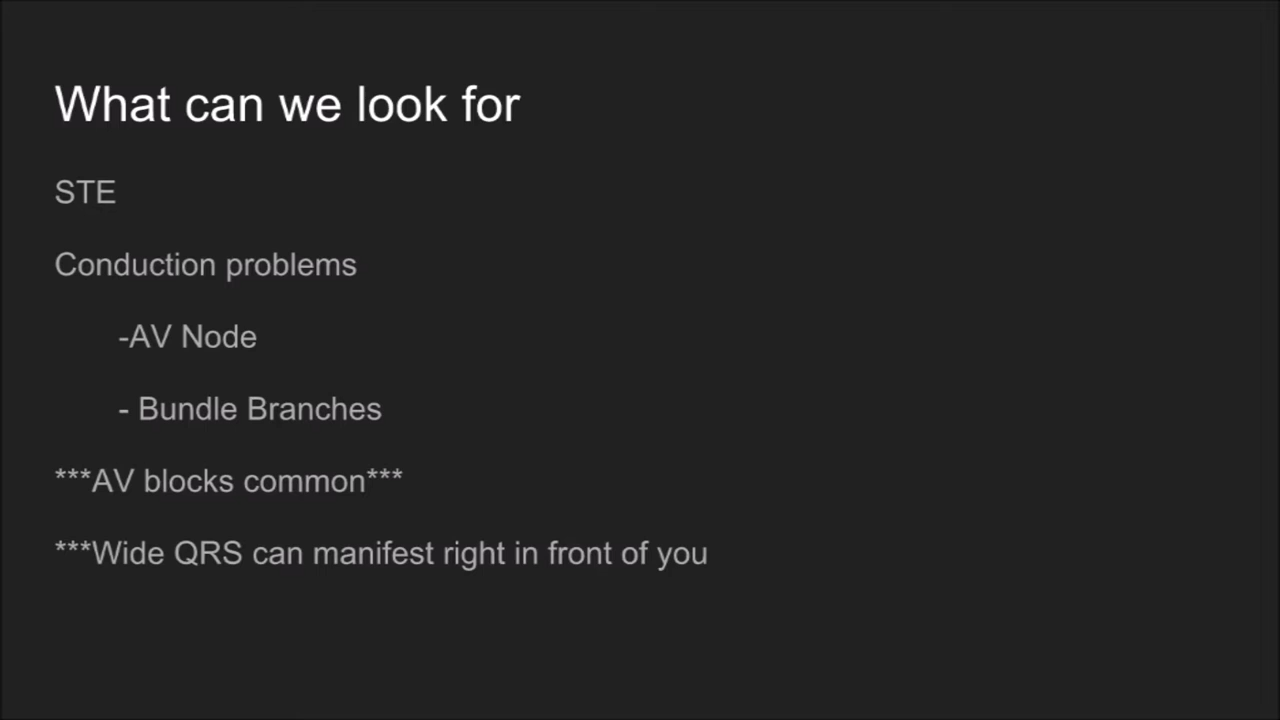 What can we look for
STE
Conduction problems
-AV Node
- Bundle Branches
***AV blocks common***
***Wide QRS can manifest right in front of you